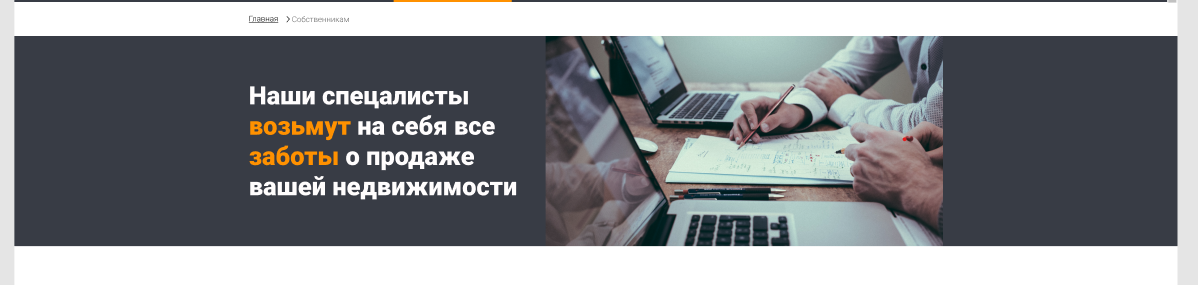 Главная > Собственникам
Наши спецалисты
возьмут на себя все
заботы о продаже
вашей недвижимости